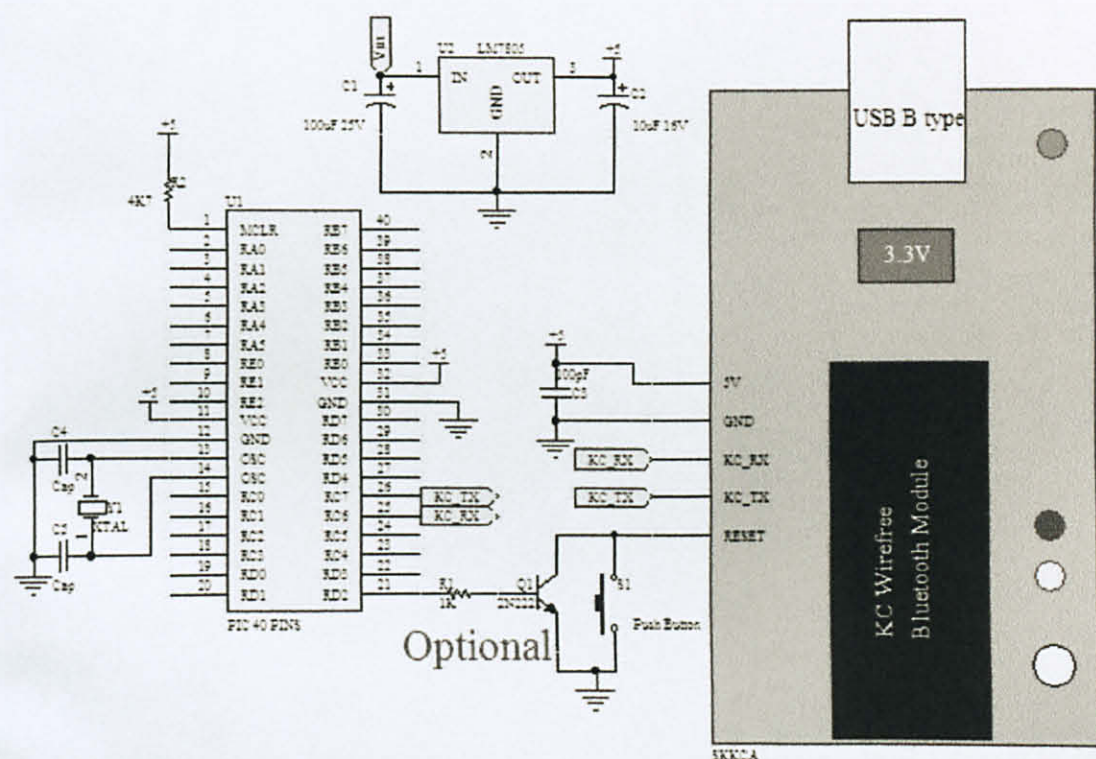 Vin
U2 LM7805
1 IN OUT 3
GND
2
+5
C1
100uF 25V
C2
10uF 16V
USB B type
3.3V
+5
4K7
U1
1 MCLR RB7 40
2 RA0 RB6 39
3 RA1 RB5 38
4 RA2 RB4 37
5 RA3 RB3 36
6 RA4 RB2 35
7 RA5 RB1 34
8 RE0 RB0 33
9 RE1 VCC 32
10 RE2 GND 31
11 VCC RD7 30
12 GND RD6 29
13 OSC RD5 28
14 OSC RD4 27
15 RC0 RC7 26
16 RC1 RC6 25
17 RC2 RC5 24
18 RC3 RC4 23
19 RD0 RD3 22
20 RD1 RD2 21
PIC 40 PINS
+5
+5
C4
Cap
2
Y1
XTAL
1
C5
Cap
KC_TX
KC_RX
+5
100pF
C3
KC_RX
KC_TX
5V
GND
KC_RX
KC_TX
RESET
R1
1K
Q1
2N222
S1
Push Button
Optional
KC Wirefree
Bluetooth Module
SKKCA